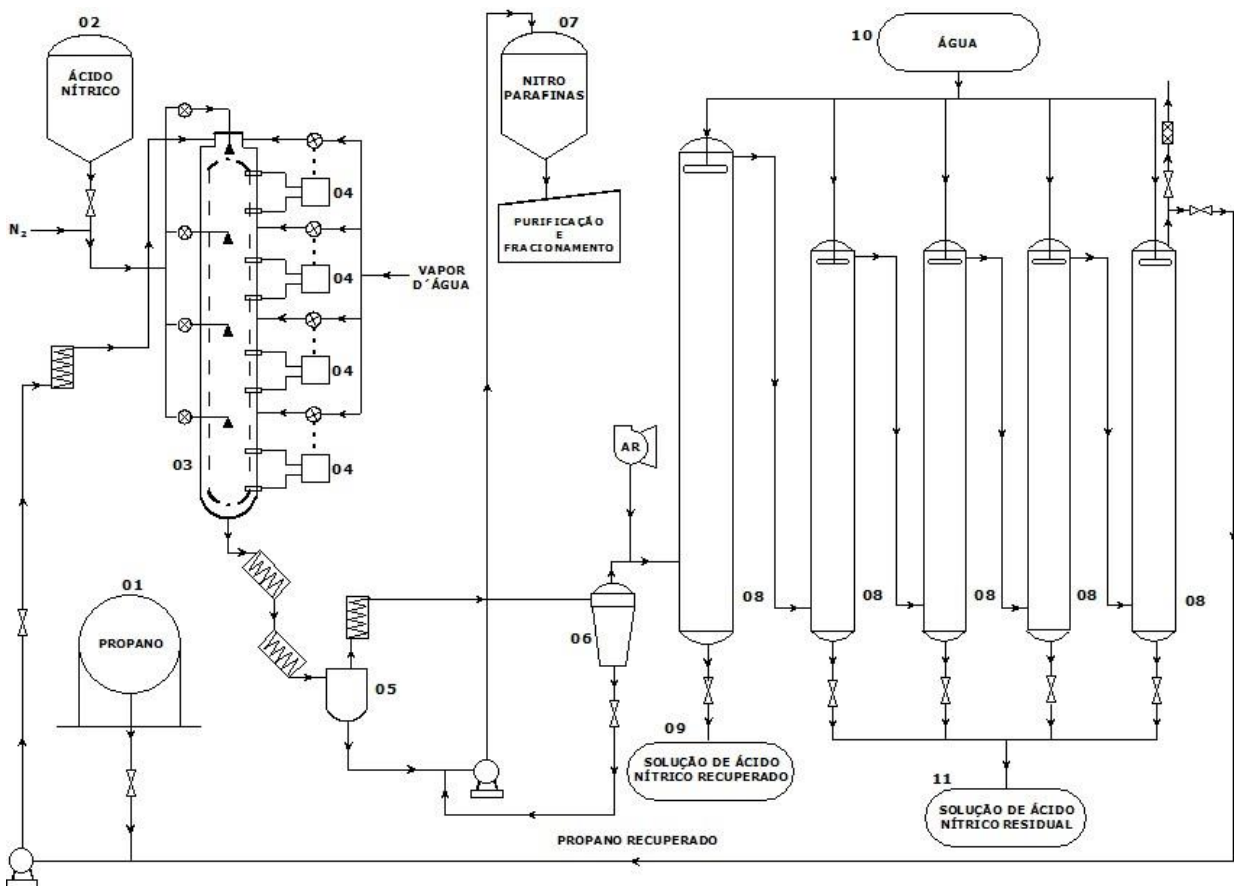 02
ÁCIDO
NÍTRICO
N₂
03
04
04
04
04
VAPOR
D´ÁGUA
07
NITRO
PARAFINAS
PURIFICAÇÃO
E
FRACIONAMENTO
10
ÁGUA
AR
01
PROPANO
05
06
08
08
08
08
08
09
SOLUÇÃO DE ÁCIDO
NÍTRICO RECUPERADO
11
SOLUÇÃO DE ÁCIDO
NÍTRICO RESIDUAL
PROPANO RECUPERADO